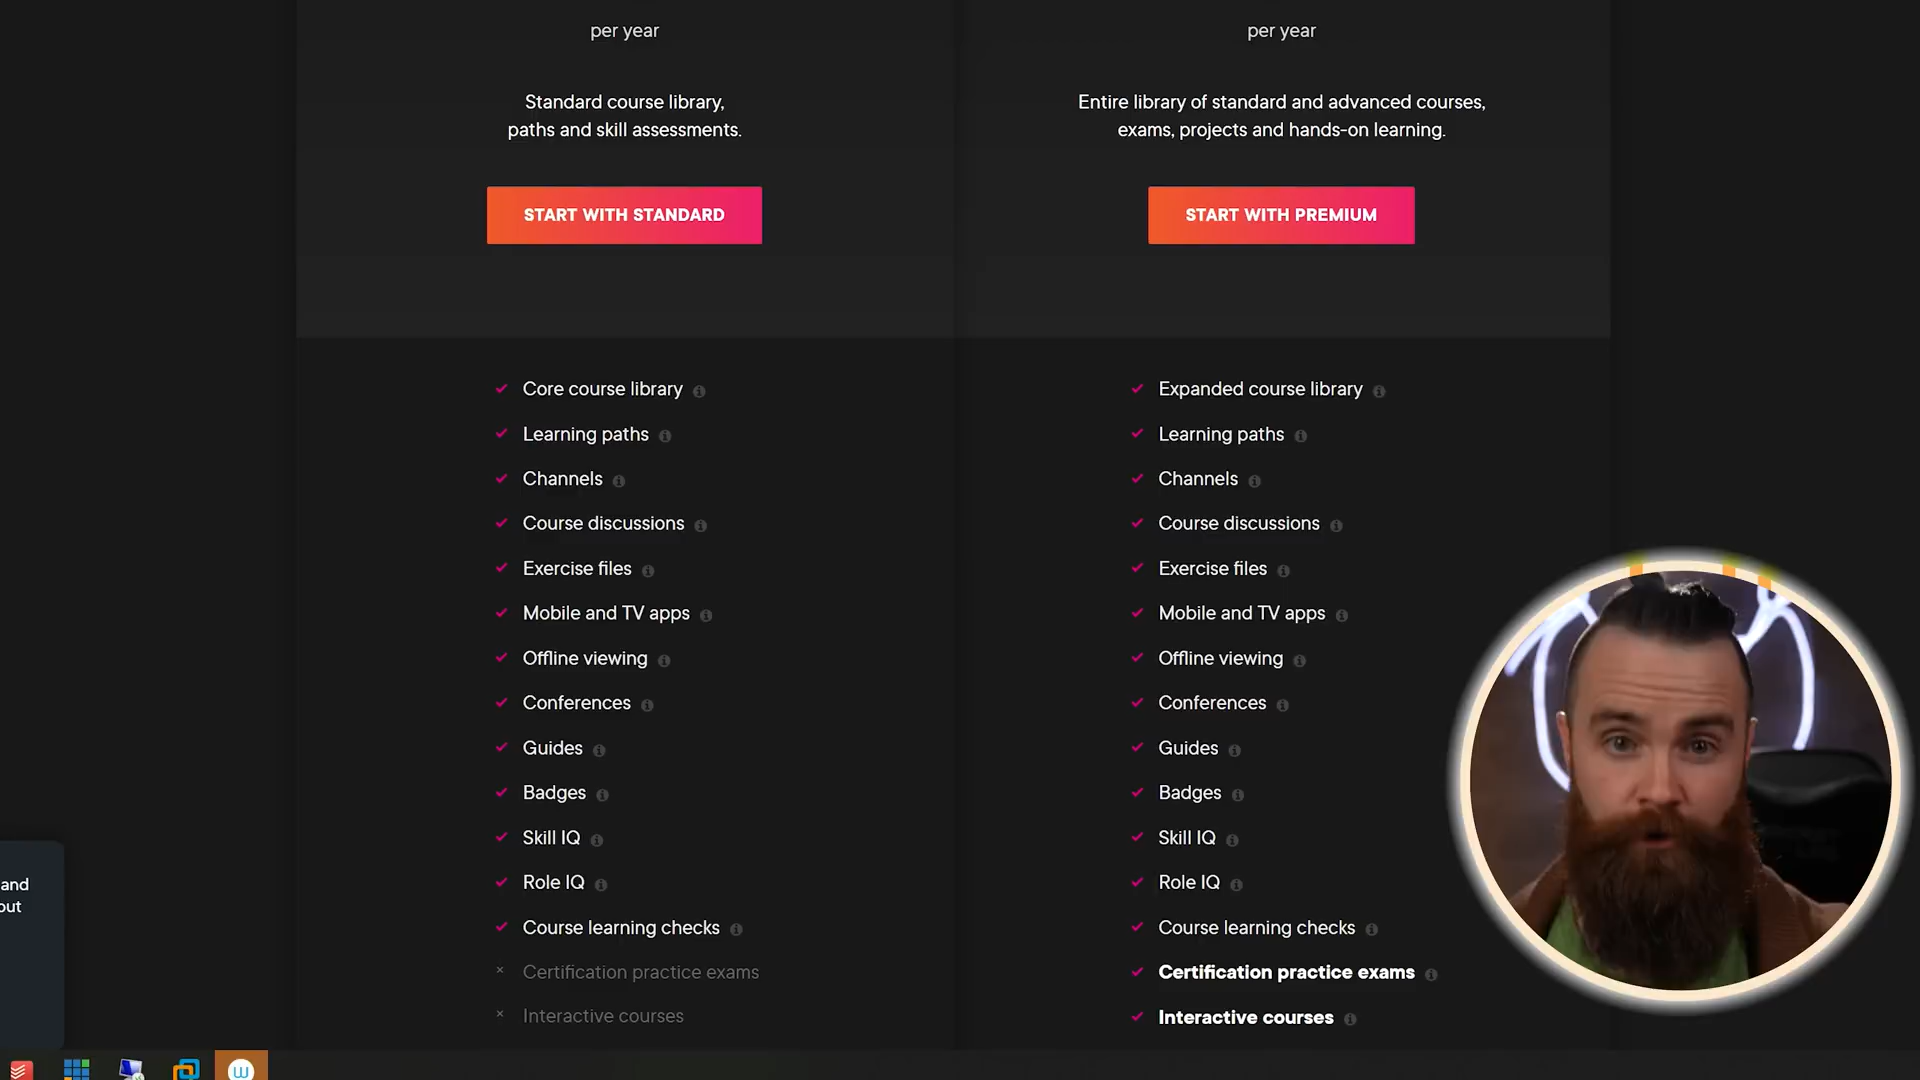 per year
Standard course library,
paths and skill assessments.
START WITH STANDARD
Core course library
Learning paths
Channels
Course discussions
Exercise files
Mobile and TV apps
Offline viewing
Conferences
Guides
Badges
Skill IQ
Role IQ
Course learning checks
Certification practice exams
Interactive courses
per year
Entire library of standard and advanced courses,
exams, projects and hands-on learning.
START WITH PREMIUM
Expanded course library
Learning paths
Channels
Course discussions
Exercise files
Mobile and TV apps
Offline viewing
Conferences
Guides
Badges
Skill IQ
Role IQ
Course learning checks
Certification practice exams
Interactive courses
and
out
w